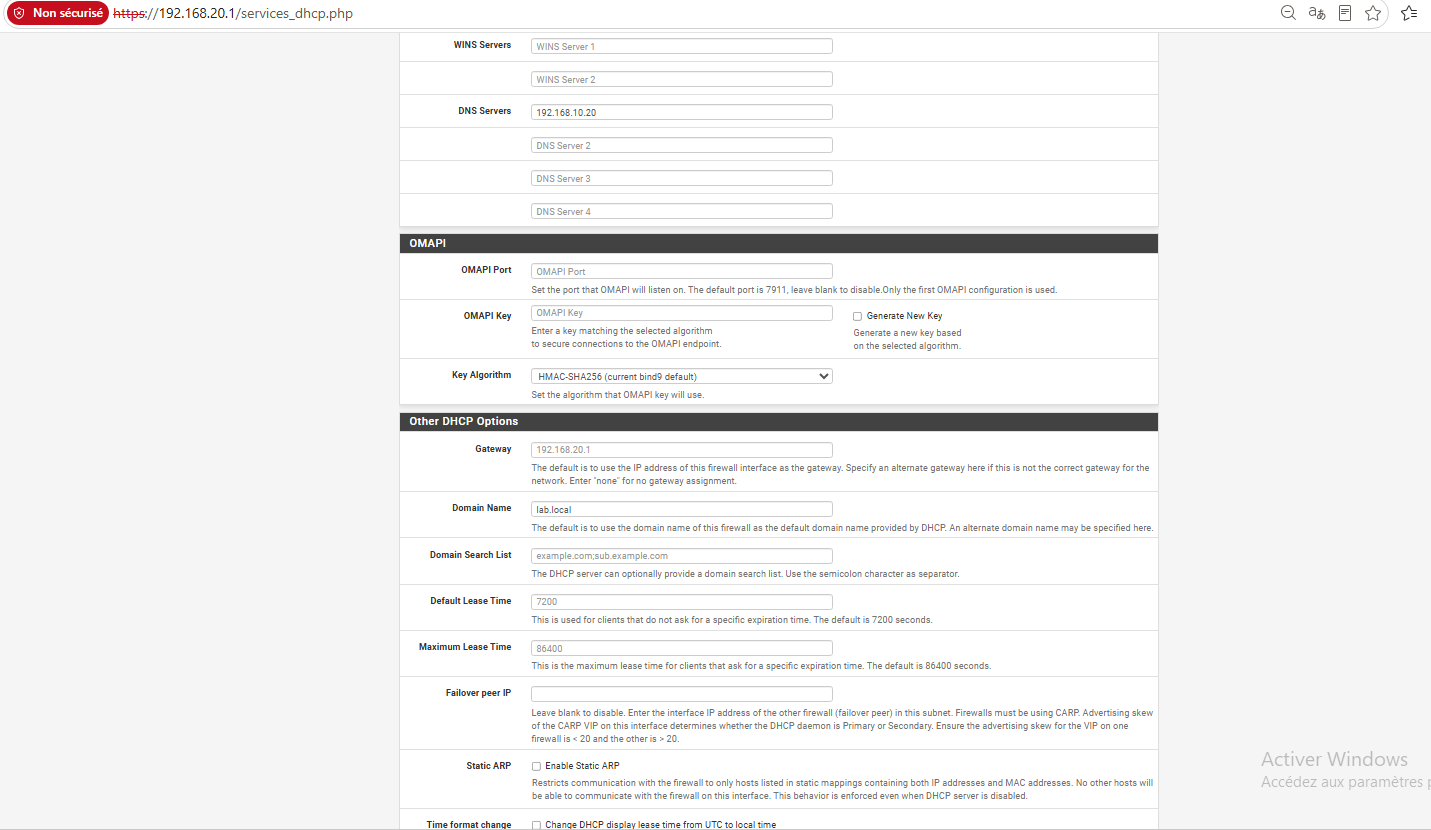 Non sécurisé https://192.168.20.1/services_dhcp.php
WINS Servers WINS Server 1
WINS Server 2
DNS Servers 192.168.10.20
DNS Server 2
DNS Server 3
DNS Server 4
OMAPI
OMAPI Port OMAPI Port
Set the port that OMAPI will listen on. The default port is 7911, leave blank to disable.Only the first OMAPI configuration is used.
OMAPI Key OMAPI Key Generate New Key
Enter a key matching the selected algorithm
to secure connections to the OMAPI endpoint.
Generate a new key based
on the selected algorithm.
Key Algorithm HMAC-SHA256 (current bind9 default)
Set the algorithm that OMAPI key will use.
Other DHCP Options
Gateway 192.168.20.1
The default is to use the IP address of this firewall interface as the gateway. Specify an alternate gateway here if this is not the correct gateway for the
network. Enter "none" for no gateway assignment.
Domain Name lab.local
The default is to use the domain name of this firewall as the default domain name provided by DHCP. An alternate domain name may be specified here.
Domain Search List example.com;sub.example.com
The DHCP server can optionally provide a domain search list. Use the semicolon character as separator.
Default Lease Time 7200
This is used for clients that do not ask for a specific expiration time. The default is 7200 seconds.
Maximum Lease Time 86400
This is the maximum lease time for clients that ask for a specific expiration time. The default is 86400 seconds.
Failover peer IP
Leave blank to disable. Enter the interface IP address of the other firewall (failover peer) in this subnet. Firewalls must be using CARP. Advertising skew
of the CARP VIP on this interface determines whether the DHCP daemon is Primary or Secondary. Ensure the advertising skew for the VIP on one
firewall is < 20 and the other is > 20.
Static ARP Enable Static ARP
Restricts communication with the firewall to only hosts listed in static mappings containing both IP addresses and MAC addresses. No other hosts will
be able to communicate with the firewall on this interface. This behavior is enforced even when DHCP server is disabled.
Time format change Change DHCP display lease time from UTC to local time
Activer Windows
Accédez aux paramètres